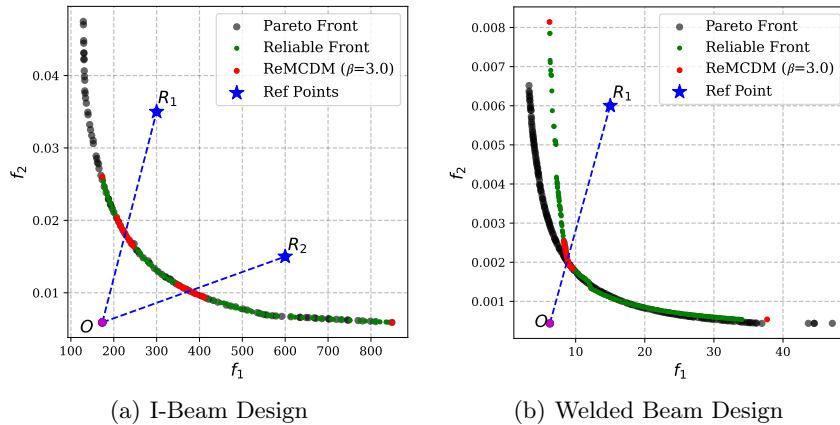 Pareto Front
Reliable Front
ReMCDM (β=3.0)
Ref Points
R1
R2
O
0.04
0.03
0.02
0.01
f2
100 200 300 400 500 600 700 800 900
f1
(a) I-Beam Design
Pareto Front
Reliable Front
ReMCDM (β=3.0)
Ref Point
R1
O
0.008
0.007
0.006
0.005
0.004
0.003
0.002
0.001
f2
10 20 30 40
f1
(b) Welded Beam Design